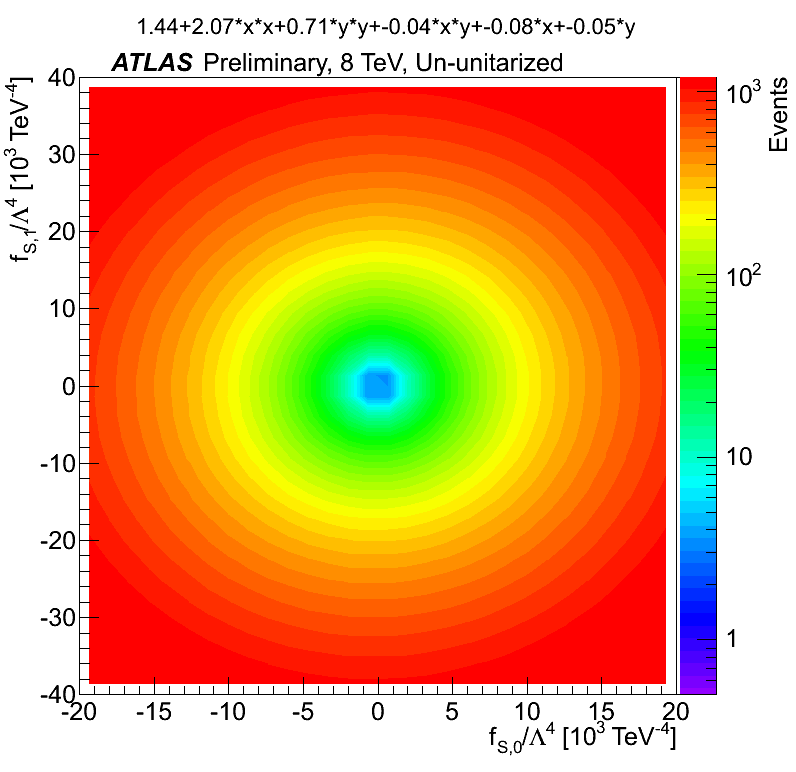 1.44+2.07*x*x+0.71*y*y+-0.04*x*y+-0.08*x+-0.05*y
ATLAS Preliminary, 8 TeV, Un-unitarized
f_{S,1}/Λ^4 [10^3 TeV^-4]
40
30
20
10
0
-10
-20
-30
-40
-20 -15 -10 -5 0 5 10 15 20
f_{S,0}/Λ^4 [10^3 TeV^-4]
10^3
10^2
10
1
Events